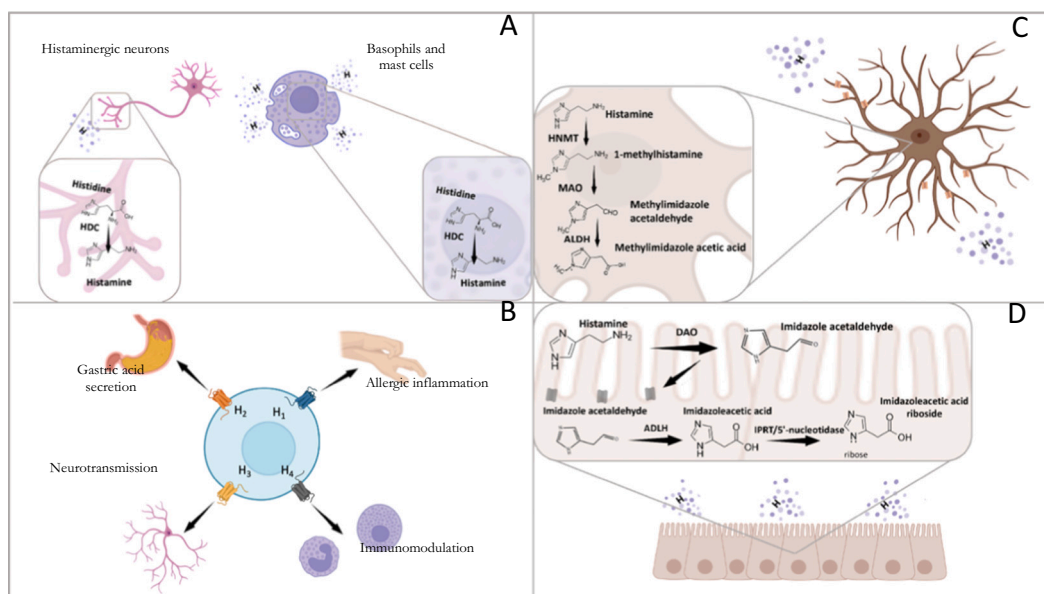 A
Histaminergic neurons
Basophils and
mast cells
H
H
H
H
H
Histidine
HDC
Histamine
Histidine
HDC
Histamine
C
H
H
Histamine
HNMT
1-methylhistamine
MAO
Methylimidazole
acetaldehyde
ALDH
Methylimidazole acetic acid
B
Gastric acid
secretion
Allergic inflammation
H2
H1
H3
H4
Neurotransmission
Immunomodulation
D
Histamine
DAO
Imidazole acetaldehyde
Imidazole acetaldehyde
ADLH
Imidazoleacetic acid
IPRT/5'-nucleotidase
Imidazoleacetic acid
riboside
ribose
H
H
H